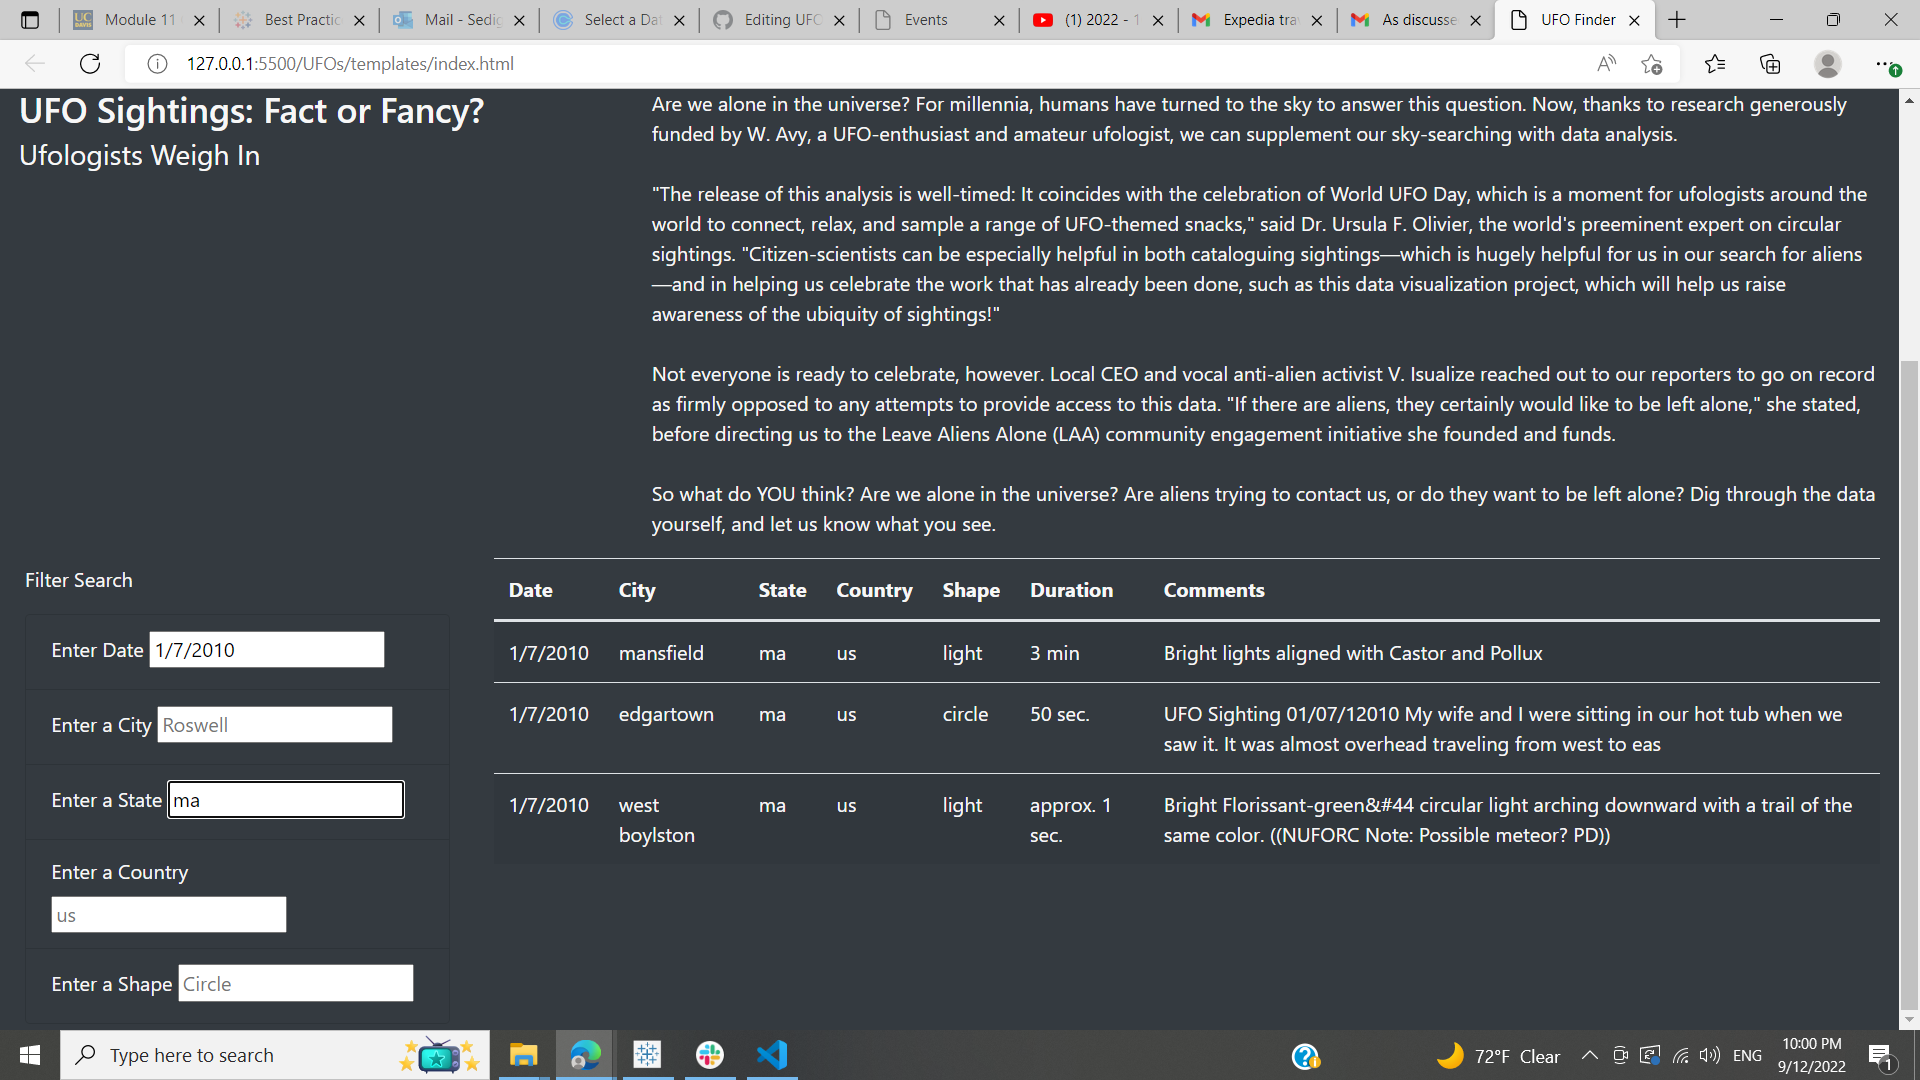 Module 11
Best Practic
Mail - Sedig
Select a Dat
Editing UFO
Events
(1) 2022 - 1
Expedia tra
As discusse
UFO Finder
127.0.0.1:5500/UFOs/templates/index.html
UFO Sightings: Fact or Fancy?
Ufologists Weigh In
Are we alone in the universe? For millennia, humans have turned to the sky to answer this question. Now, thanks to research generously
funded by W. Avy, a UFO-enthusiast and amateur ufologist, we can supplement our sky-searching with data analysis.
"The release of this analysis is well-timed: It coincides with the celebration of World UFO Day, which is a moment for ufologists around the
world to connect, relax, and sample a range of UFO-themed snacks," said Dr. Ursula F. Olivier, the world's preeminent expert on circular
sightings. "Citizen-scientists can be especially helpful in both cataloguing sightings—which is hugely helpful for us in our search for aliens
—and in helping us celebrate the work that has already been done, such as this data visualization project, which will help us raise
awareness of the ubiquity of sightings!"
Not everyone is ready to celebrate, however. Local CEO and vocal anti-alien activist V. Isualize reached out to our reporters to go on record
as firmly opposed to any attempts to provide access to this data. "If there are aliens, they certainly would like to be left alone," she stated,
before directing us to the Leave Aliens Alone (LAA) community engagement initiative she founded and funds.
So what do YOU think? Are we alone in the universe? Are aliens trying to contact us, or do they want to be left alone? Dig through the data
yourself, and let us know what you see.
Filter Search
Enter Date 1/7/2010
Enter a City Roswell
Enter a State ma
Enter a Country
us
Enter a Shape Circle
Date City State Country Shape Duration Comments
1/7/2010 mansfield ma us light 3 min Bright lights aligned with Castor and Pollux
1/7/2010 edgartown ma us circle 50 sec. UFO Sighting 01/07/12010 My wife and I were sitting in our hot tub when we
saw it. It was almost overhead traveling from west to eas
1/7/2010 west ma us light approx. 1 Bright Florissant-green&#44 circular light arching downward with a trail of the
boylston sec. same color. ((NUFORC Note: Possible meteor? PD))
Type here to search
72°F Clear
ENG
10:00 PM
9/12/2022
1